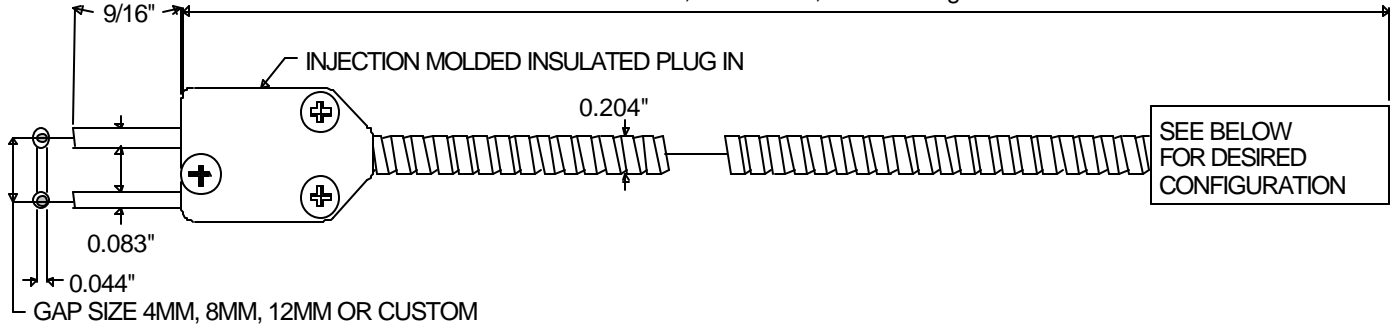 9/16"
INJECTION MOLDED INSULATED PLUG IN
0.204"
SEE BELOW
FOR DESIRED
CONFIGURATION
0.083"
0.044"
GAP SIZE 4MM, 8MM, 12MM OR CUSTOM